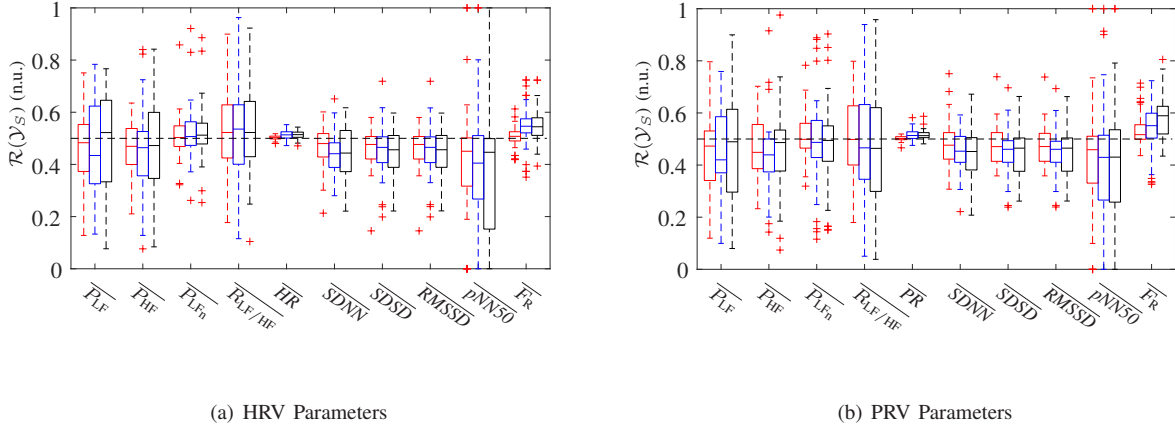 1
0.8
0.6
0.4
0.2
0
R(Y_S) (n.u.)
P_LF
P_HF
P_LFn
R_LF/HF
HR
SDNN
SDSD
RMSSD
pNN50
F_R
(a) HRV Parameters
1
0.8
0.6
0.4
0.2
0
R(Y_S) (n.u.)
P_LF
P_HF
P_LFn
R_LF/HF
PR
SDNN
SDSD
RMSSD
pNN50
F_R
(b) PRV Parameters